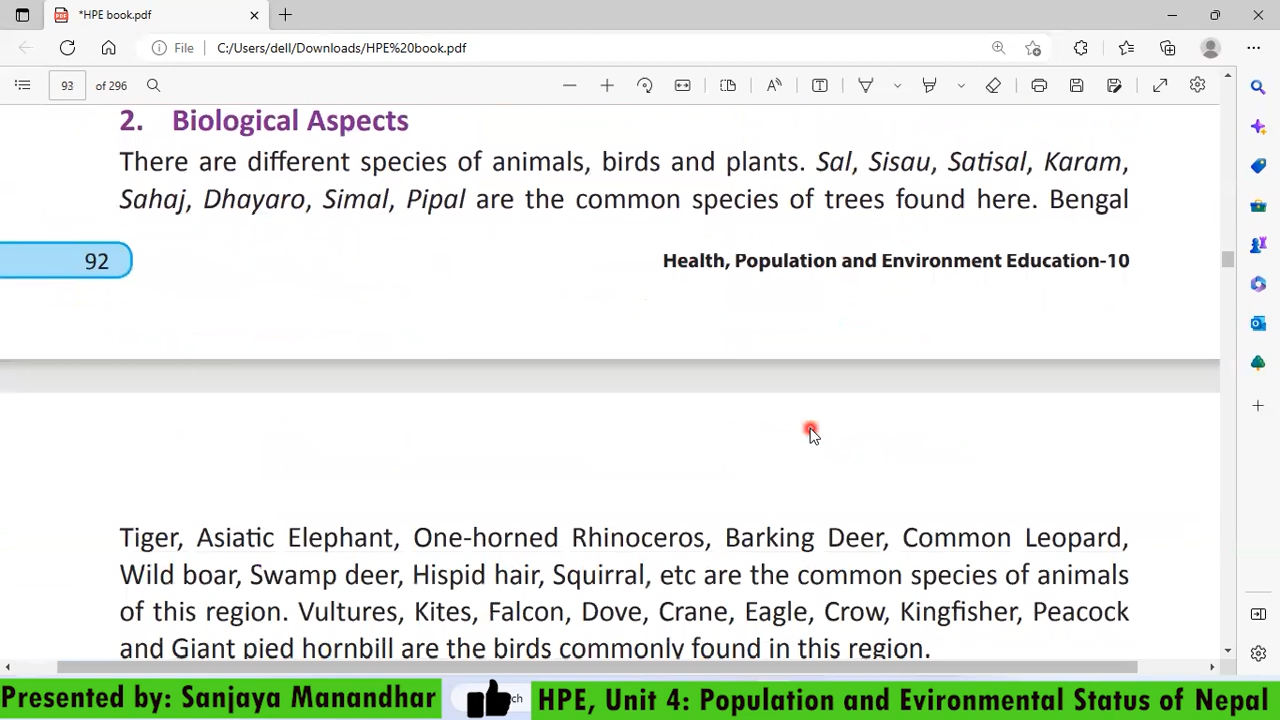 *HPE book.pdf
File C:/Users/dell/Downloads/HPE%20book.pdf
93 of 296
2. Biological Aspects
There are different species of animals, birds and plants. Sal, Sisau, Satisal, Karam,
Sahaj, Dhayaro, Simal, Pipal are the common species of trees found here. Bengal
92 Health, Population and Environment Education-10
Tiger, Asiatic Elephant, One-horned Rhinoceros, Barking Deer, Common Leopard,
Wild boar, Swamp deer, Hispid hair, Squirral, etc are the common species of animals
of this region. Vultures, Kites, Falcon, Dove, Crane, Eagle, Crow, Kingfisher, Peacock
and Giant pied hornbill are the birds commonly found in this region.
Presented by: Sanjaya Manandhar HPE, Unit 4: Population and Evironmental Status of Nepal